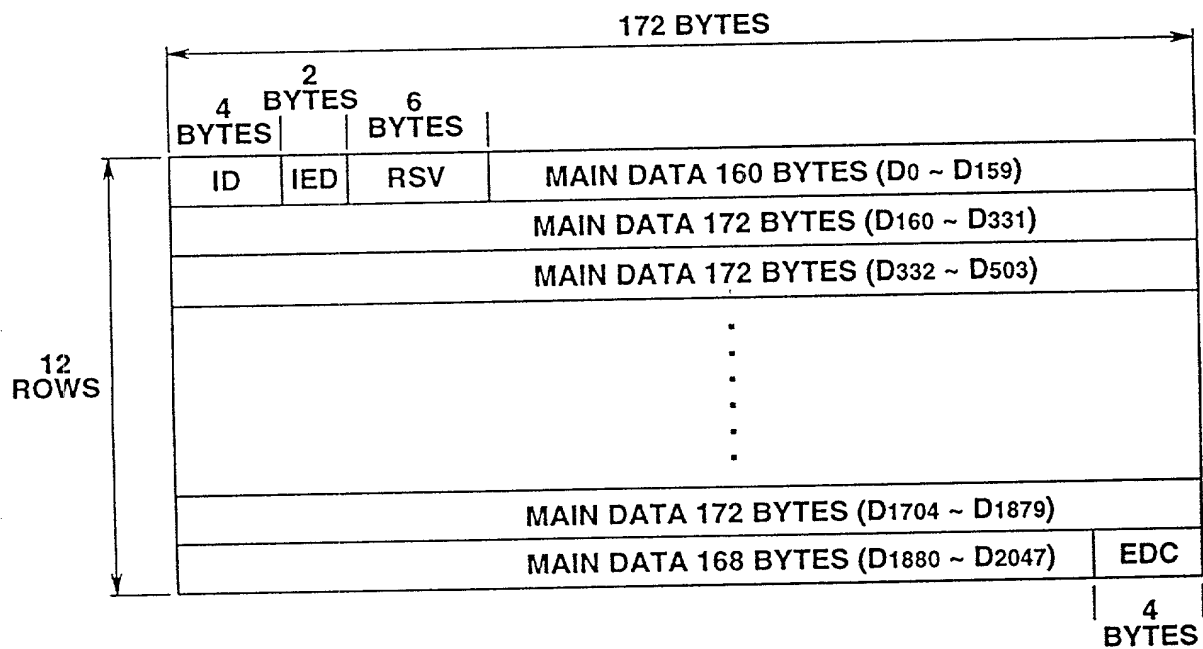 172 BYTES
2
BYTES
4
BYTES
6
BYTES
ID IED RSV MAIN DATA 160 BYTES (D0 ~ D159)
MAIN DATA 172 BYTES (D160 ~ D331)
MAIN DATA 172 BYTES (D332 ~ D503)
12
ROWS
MAIN DATA 172 BYTES (D1704 ~ D1879)
MAIN DATA 168 BYTES (D1880 ~ D2047) EDC
4
BYTES